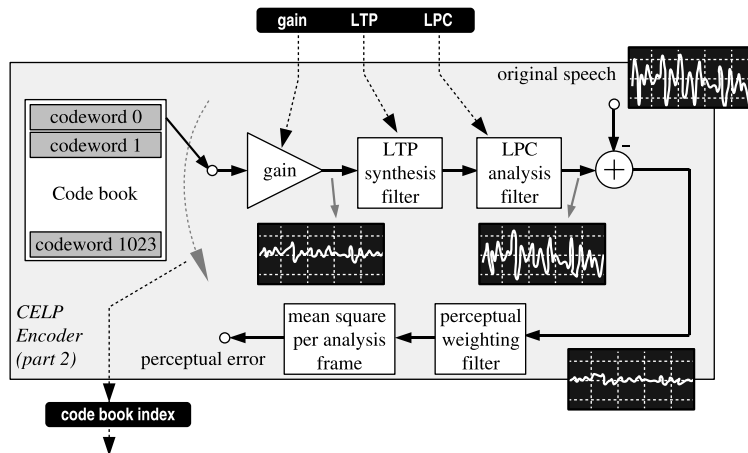 gain LTP LPC
original speech
codeword 0
codeword 1
Code book
codeword 1023
gain
LTP
synthesis
filter
LPC
analysis
filter
-
+
CELP
Encoder
(part 2)
perceptual error
mean square
per analysis
frame
perceptual
weighting
filter
code book index